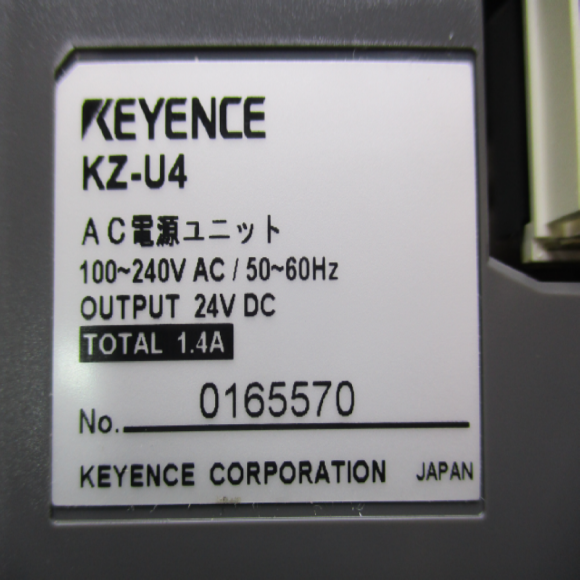 KEYENCE
KZ-U4
AC電源ユニット
100~240V AC / 50~60Hz
OUTPUT 24V DC
TOTAL 1.4A
No. 0165570
KEYENCE CORPORATION JAPAN